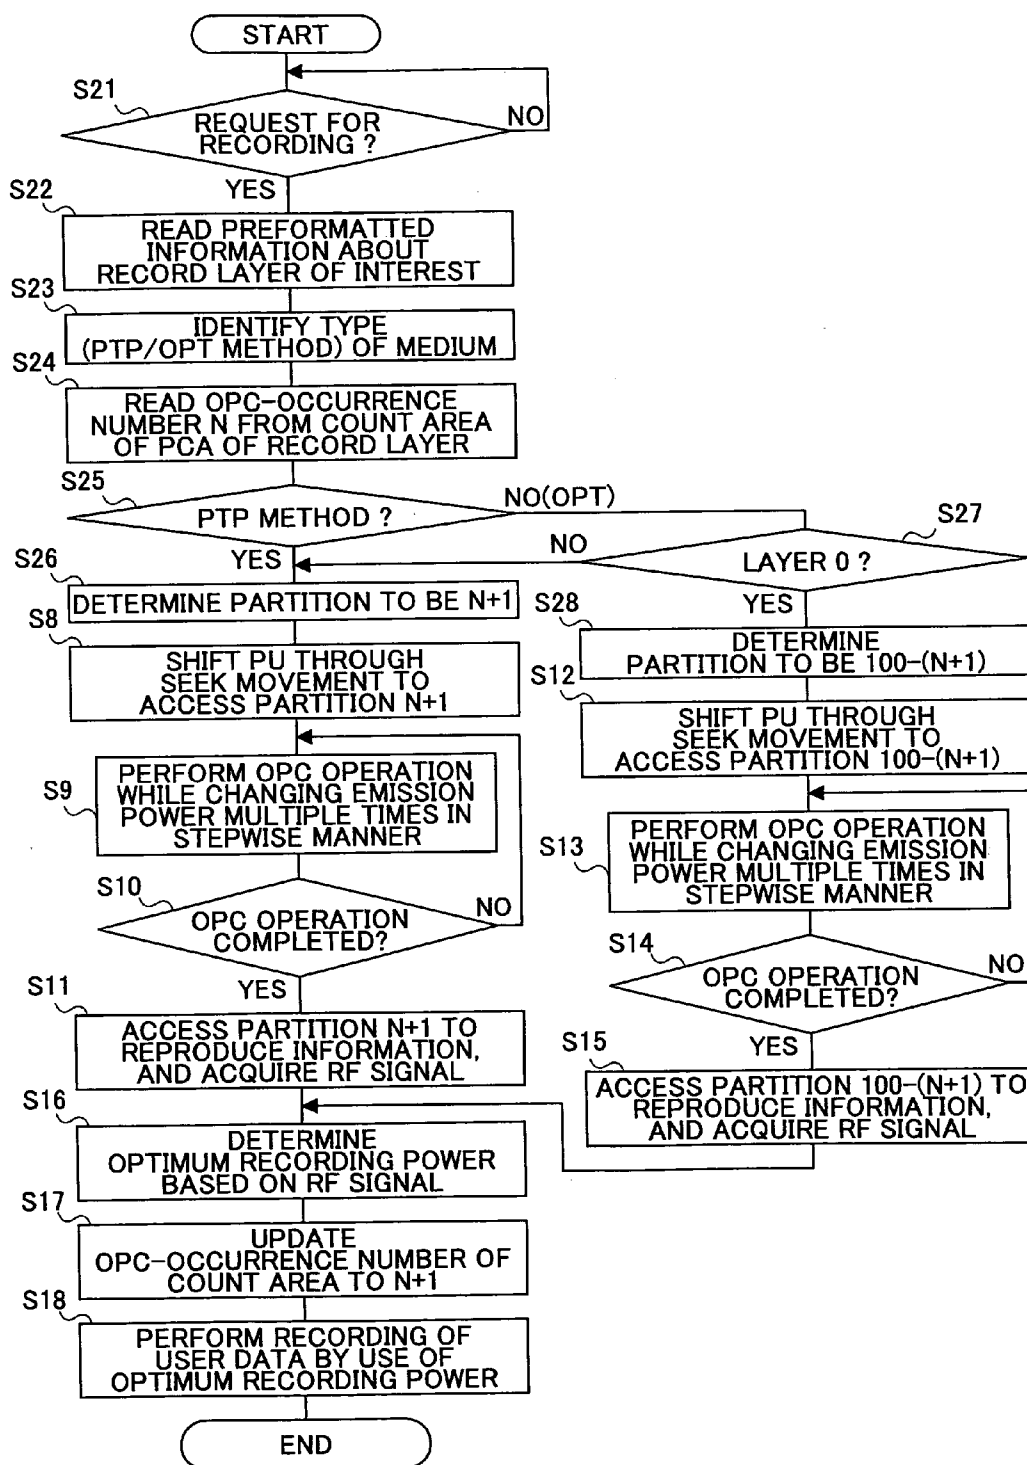 START
S21
REQUEST FOR
RECORDING ?
NO
YES
S22
READ PREFORMATTED
INFORMATION ABOUT
RECORD LAYER OF INTEREST
S23
IDENTIFY TYPE
(PTP/OPT METHOD) OF MEDIUM
S24
READ OPC-OCCURRENCE
NUMBER N FROM COUNT AREA
OF PCA OF RECORD LAYER
S25
PTP METHOD ?
NO(OPT)
YES
S27
LAYER 0 ?
NO
YES
S26
DETERMINE PARTITION TO BE N+1
S28
DETERMINE
PARTITION TO BE 100-(N+1)
S8
SHIFT PU THROUGH
SEEK MOVEMENT TO
ACCESS PARTITION N+1
S12
SHIFT PU THROUGH
SEEK MOVEMENT TO
ACCESS PARTITION 100-(N+1)
S9
PERFORM OPC OPERATION
WHILE CHANGING EMISSION
POWER MULTIPLE TIMES IN
STEPWISE MANNER
S13
PERFORM OPC OPERATION
WHILE CHANGING EMISSION
POWER MULTIPLE TIMES IN
STEPWISE MANNER
S10
OPC OPERATION
COMPLETED?
NO
YES
S14
OPC OPERATION
COMPLETED?
NO
YES
S11
ACCESS PARTITION N+1 TO
REPRODUCE INFORMATION,
AND ACQUIRE RF SIGNAL
S15
ACCESS PARTITION 100-(N+1) TO
REPRODUCE INFORMATION,
AND ACQUIRE RF SIGNAL
S16
DETERMINE
OPTIMUM RECORDING POWER
BASED ON RF SIGNAL
S17
UPDATE
OPC-OCCURRENCE NUMBER OF
COUNT AREA TO N+1
S18
PERFORM RECORDING OF
USER DATA BY USE OF
OPTIMUM RECORDING POWER
END